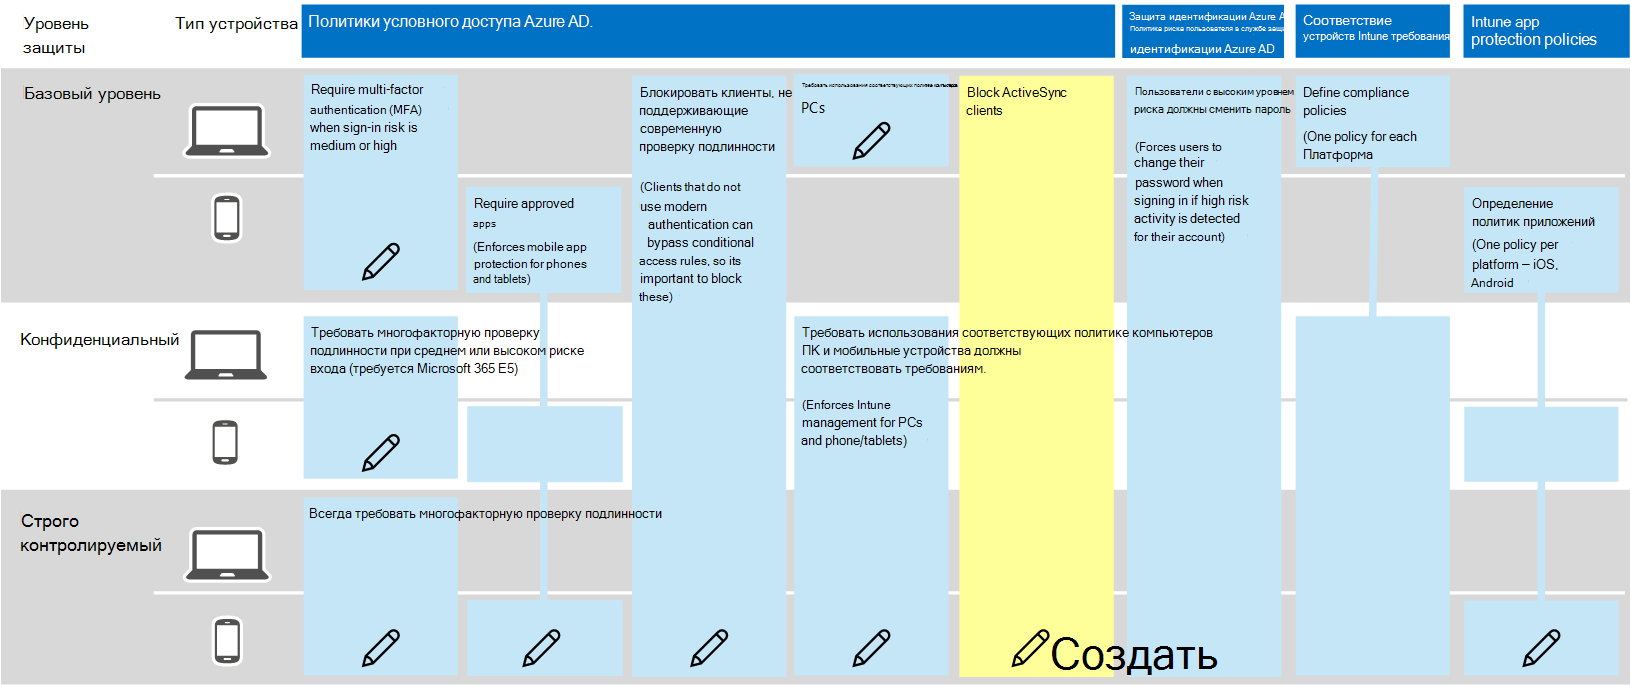 Уровень
защиты
Тип устройства
Политики условного доступа Azure AD.
Защита идентификации Azure A
Политика риска пользователя в службе защи
идентификации Azure AD
Соответствие
устройств Intune требования
Intune app
protection policies
Базовый уровень
Require multi-factor
authentication (MFA)
when sign-in risk is
medium or high
Require approved
apps
(Enforces mobile app
protection for phones
and tablets)
Блокировать клиенты, не
поддерживающие
современную
проверку подлинности
(Clients that do not
use modern
authentication can
bypass conditional
access rules, so its
important to block
these)
Требовать использования соответствующих политике компьютеров
PCs
Block ActiveSync
clients
Пользователи с высоким уровнем
риска должны сменить пароль
(Forces users to
change their
password when
signing in if high risk
activity is detected
for their account)
Define compliance
policies
(One policy for each
Платформа
Определение
политик приложений
(One policy per
platform – iOS,
Android
Конфиденциальный
Требовать многофакторную проверку
подлинности при среднем или высоком риске
входа (требуется Microsoft 365 E5)
Требовать использования соответствующих политике компьютеров
ПК и мобильные устройства должны
соответствовать требованиям.
(Enforces Intune
management for PCs
and phone/tablets)
Строго
контролируемый
Всегда требовать многофакторную проверку подлинности
Создать